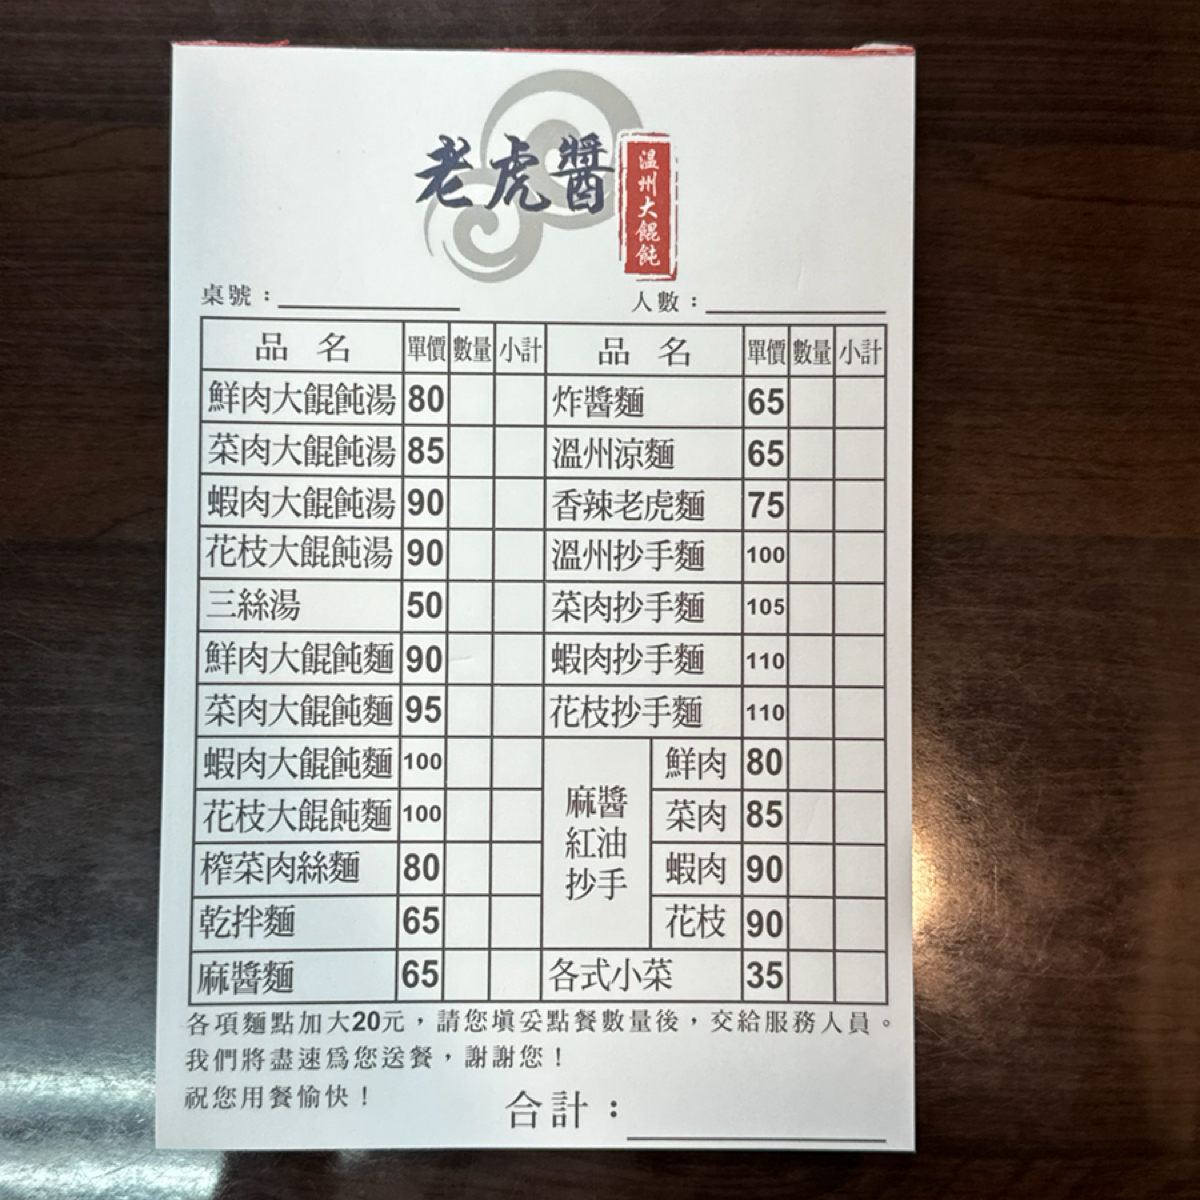 老虎醬
溫州大餛飩
桌號： 人數：
品名 單價 數量 小計 品名 單價 數量 小計
鮮肉大餛飩湯 80 炸醬麵 65
菜肉大餛飩湯 85 溫州涼麵 65
蝦肉大餛飩湯 90 香辣老虎麵 75
花枝大餛飩湯 90 溫州抄手麵 100
三絲湯 50 菜肉抄手麵 105
鮮肉大餛飩麵 90 蝦肉抄手麵 110
菜肉大餛飩麵 95 花枝抄手麵 110
蝦肉大餛飩麵 100 麻醬紅油抄手 鮮肉 80
花枝大餛飩麵 100 菜肉 85
榨菜肉絲麵 80 蝦肉 90
乾拌麵 65 花枝 90
麻醬麵 65 各式小菜 35
各項麵點加大20元，請您填妥點餐數量後，交給服務人員。
我們將盡速為您送餐，謝謝您！
祝您用餐愉快！
合計：